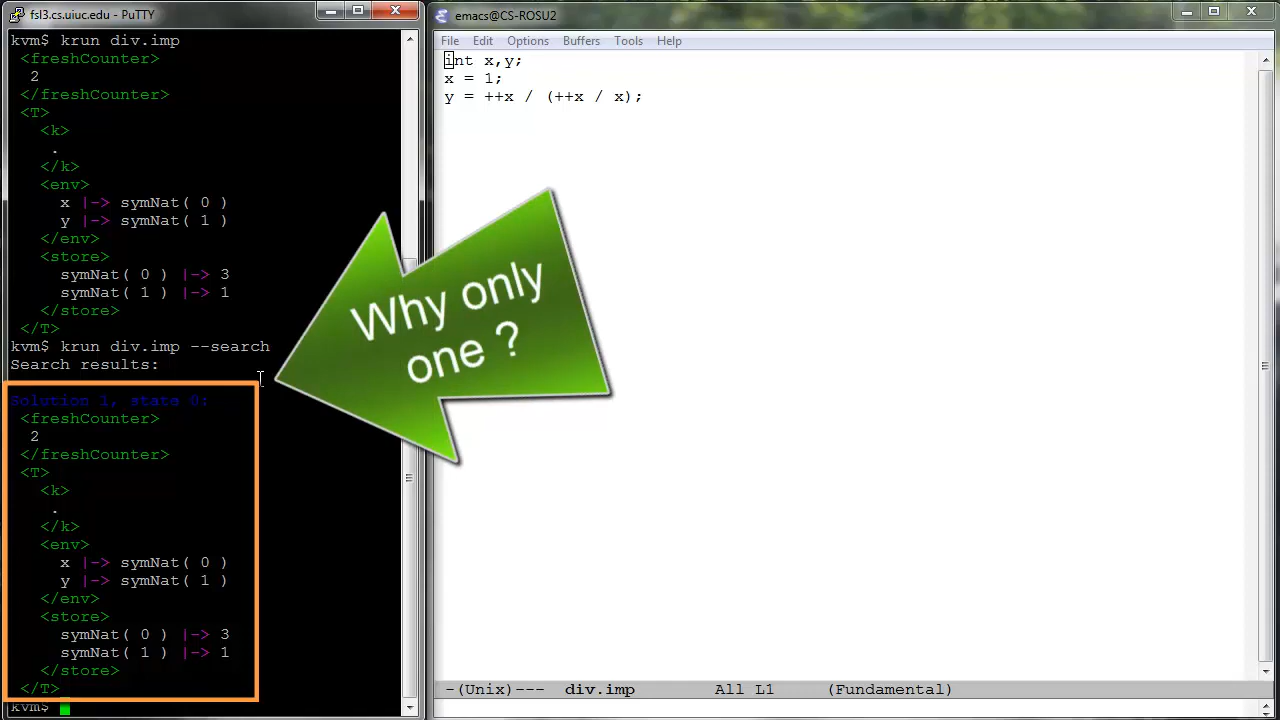 fsl3.cs.uiuc.edu - PuTTY
kvm$ krun div.imp
<freshCounter>
2
</freshCounter>
<T>
<k>
.
</k>
<env>
x |-> symNat( 0 )
y |-> symNat( 1 )
</env>
<store>
symNat( 0 ) |-> 3
symNat( 1 ) |-> 1
</store>
</T>
kvm$ krun div.imp --search
Search results:
Solution 1, state 0:
<freshCounter>
2
</freshCounter>
<T>
<k>
.
</k>
<env>
x |-> symNat( 0 )
y |-> symNat( 1 )
</env>
<store>
symNat( 0 ) |-> 3
symNat( 1 ) |-> 1
</store>
</T>
kvm$
Why only
one ?
emacs@CS-ROSU2
File Edit Options Buffers Tools Help
int x,y;
x = 1;
y = ++x / (++x / x);
-(Unix)--- div.imp All L1 (Fundamental)